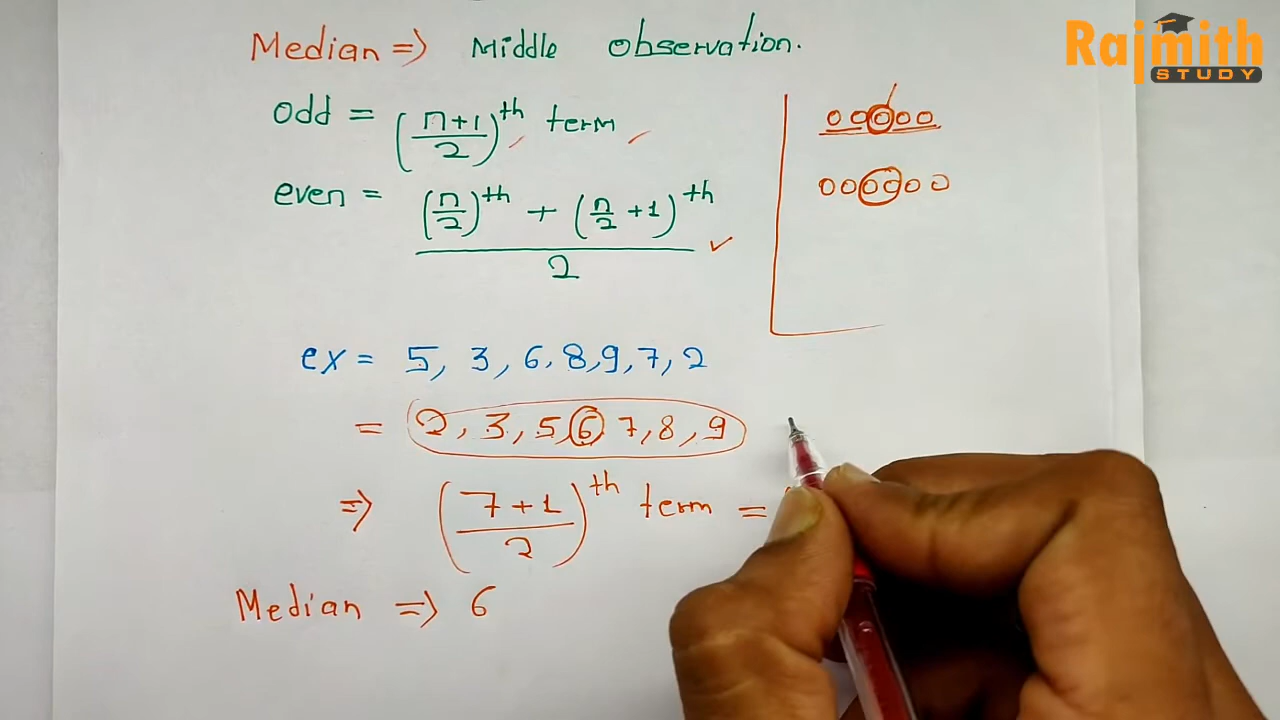 Median => Middle observation.
Rajmith
STUDY
odd = (n+1/2)th term
even = (n/2)th + (n/2 +1)th / 2
ex = 5, 3, 6, 8, 9, 7, 2
= 2, 3, 5, 6 7, 8, 9
=> (7+1/2)th term =
Median => 6